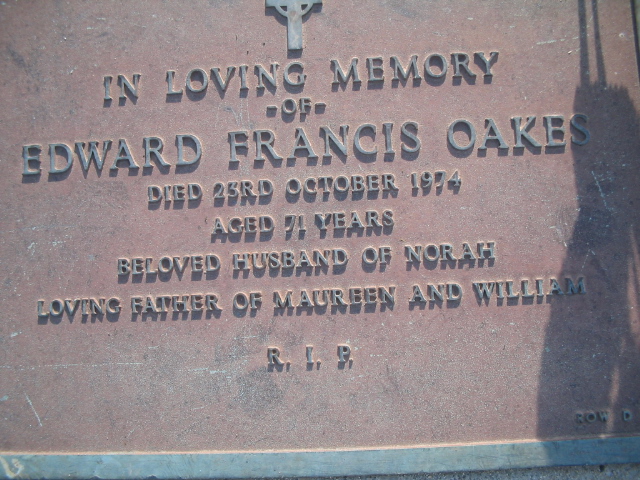 IN LOVING MEMORY
-OF-
EDWARD FRANCIS OAKES
DIED 23RD OCTOBER 1974
AGED 71 YEARS
BELOVED HUSBAND OF NORAH
LOVING FATHER OF MAUREEN AND WILLIAM
R. I. P.
ROW D